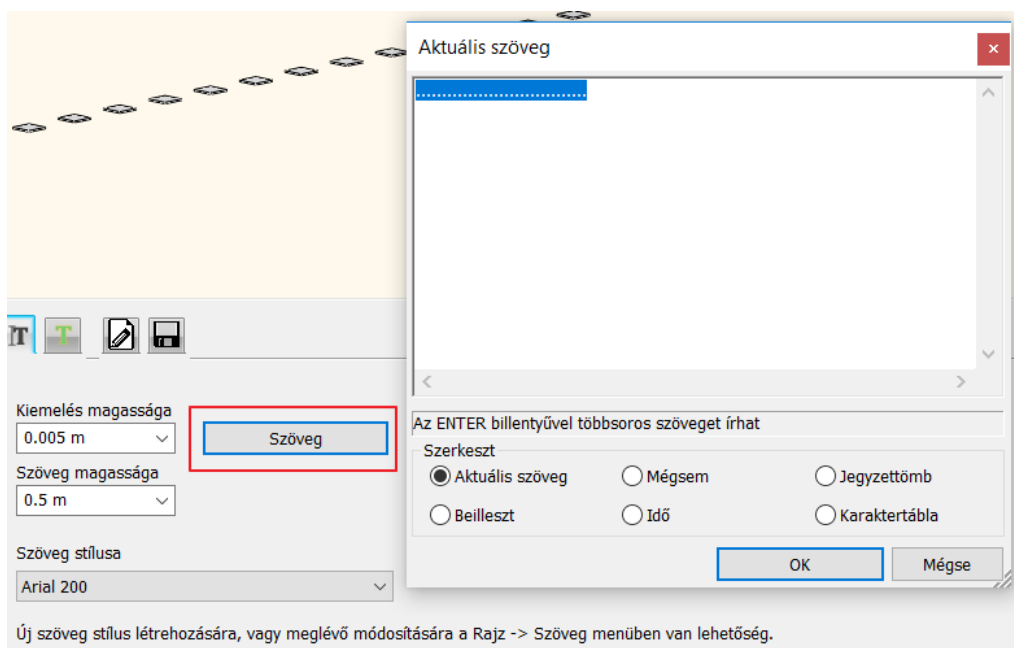 Aktuális szöveg
.................................
Kiemelés magassága
0.005 m
Szöveg
Szöveg magassága
0.5 m
Szöveg stílusa
Arial 200
Az ENTER billentyűvel többsoros szöveget írhat
Szerkeszt
Aktuális szöveg Mégsem Jegyzettömb
Beilleszt Idő Karaktertábla
OK Mégse
Új szöveg stílus létrehozására, vagy meglévő módosítására a Rajz -> Szöveg menüben van lehetőség.